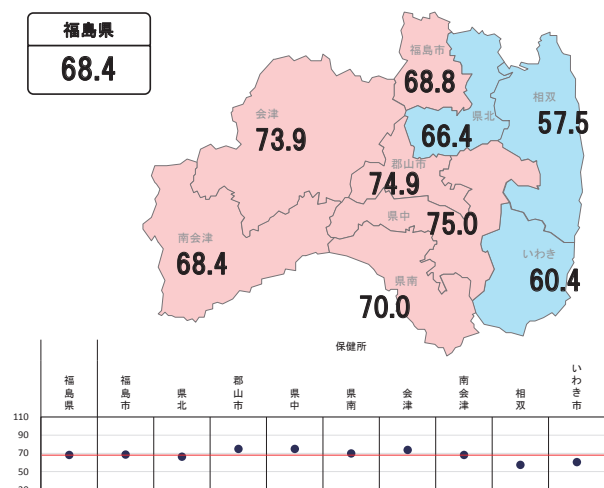 福島県
68.4
福島市
68.8
相双
57.5
県北
66.4
会津
73.9
郡山市
74.9
県中
75.0
南会津
68.4
いわき
60.4
県南
70.0
保健所
福島県
福島市
県北
郡山市
県中
県南
会津
南会津
相双
いわき市
110
90
70
50